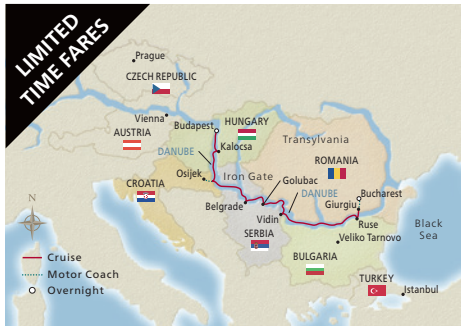 LIMITED
TIME FARES
Prague
CZECH REPUBLIC
Vienna
Budapest
HUNGARY
AUSTRIA
Kalocsa
Transylvania
DANUBE
ROMANIA
Osijek
Iron Gate
Golubac
CROATIA
DANUBE
Bucharest
Giurgiu
Belgrade
Vidin
Ruse
Black
Sea
SERBIA
Veliko Tarnovo
BULGARIA
N
Cruise
Motor Coach
Overnight
TURKEY
Istanbul